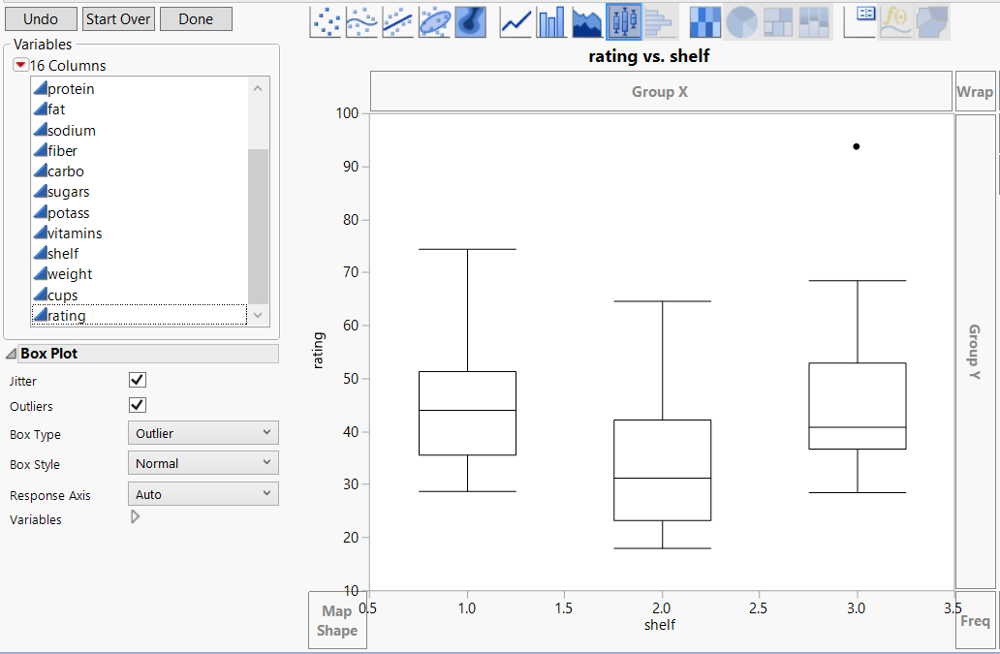 Undo Start Over Done
Variables
16 Columns
protein
fat
sodium
fiber
carbo
sugars
potass
vitamins
shelf
weight
cups
rating
Box Plot
Jitter
Outliers
Box Type Outlier
Box Style Normal
Response Axis Auto
Variables
rating vs. shelf
Group X
Wrap
100
90
80
70
60
50
40
30
20
10
rating
Group Y
0.5 1.0 1.5 2.0 2.5 3.0 3.5
shelf
Map
Shape
Freq